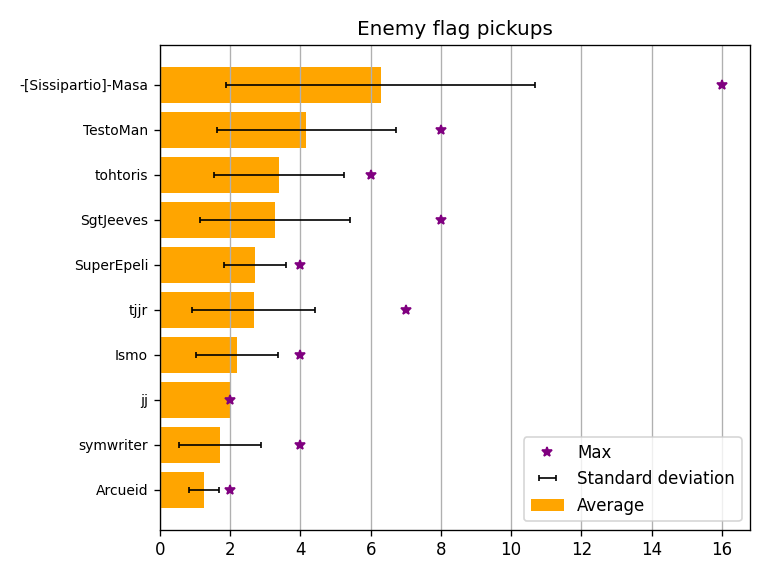 Enemy flag pickups
-[Sissipartio]-Masa
TestoMan
tohtoris
SgtJeeves
SuperEpeli
tjjr
Ismo
jj
symwriter
Arcueid
Max
Standard deviation
Average
0 2 4 6 8 10 12 14 16